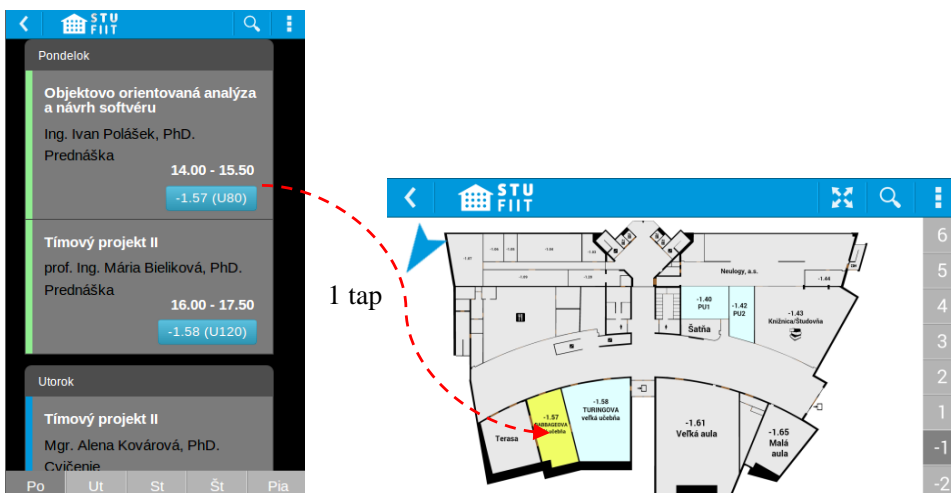 STU
FIIT
Pondelok
Objektovo orientovaná analýza
a návrh softvéru
Ing. Ivan Polášek, PhD.
Prednáška
14.00 - 15.50
-1.57 (U80)
Tímový projekt II
prof. Ing. Mária Bieliková, PhD.
Prednáška
16.00 - 17.50
-1.58 (U120)
Utorok
Tímový projekt II
Mgr. Alena Kovárová, PhD.
Cvičenie
Po Ut St Št Pia
1 tap
STU
FIIT
6
5
4
3
2
1
-1
-2
Neulogy, a.s.
-1.40
PU1
-1.42
PU2
-1.43
Knižnica/Študovňa
Šatňa
-1.57
učebňa
-1.58
TURINGOVA
veľká učebňa
Terasa
-1.61
Veľká aula
-1.65
Malá
aula